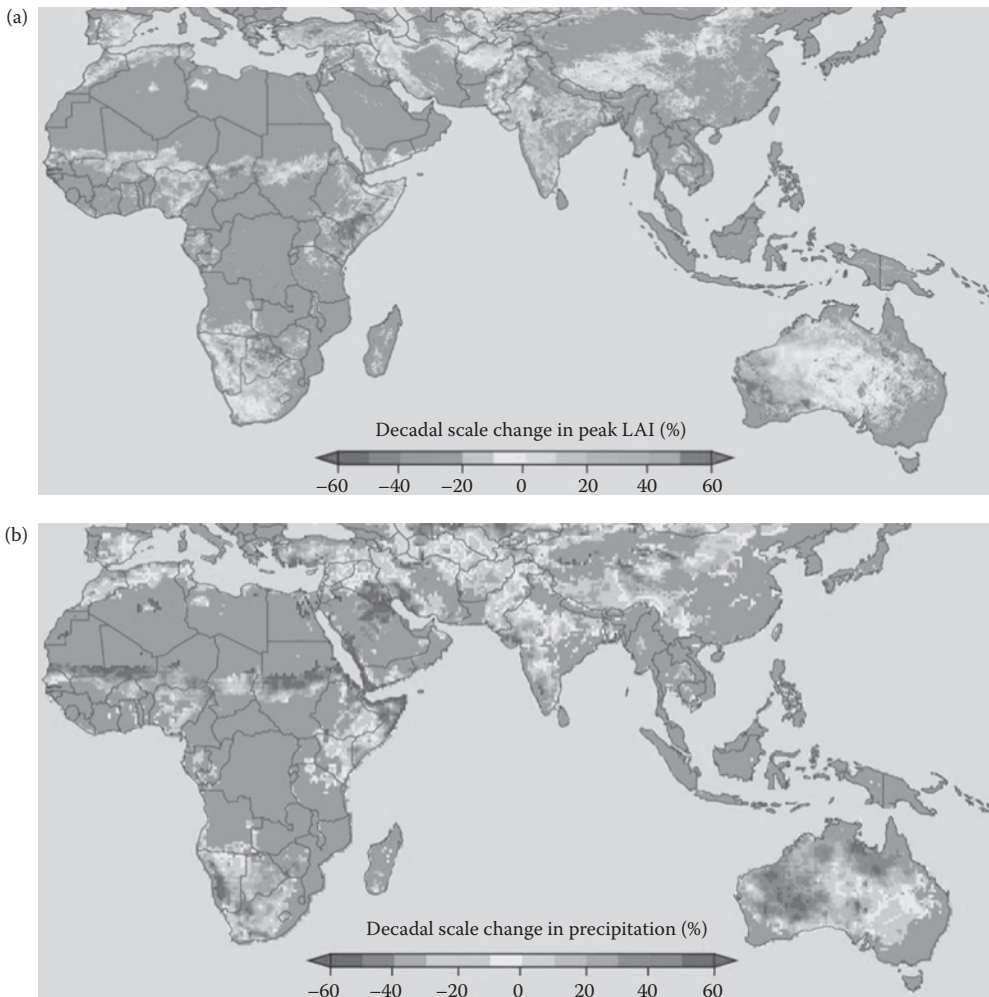 (a)
Decadal scale change in peak LAI (%)
−60 −40 −20 0 20 40 60
(b)
Decadal scale change in precipitation (%)
−60 −40 −20 0 20 40 60